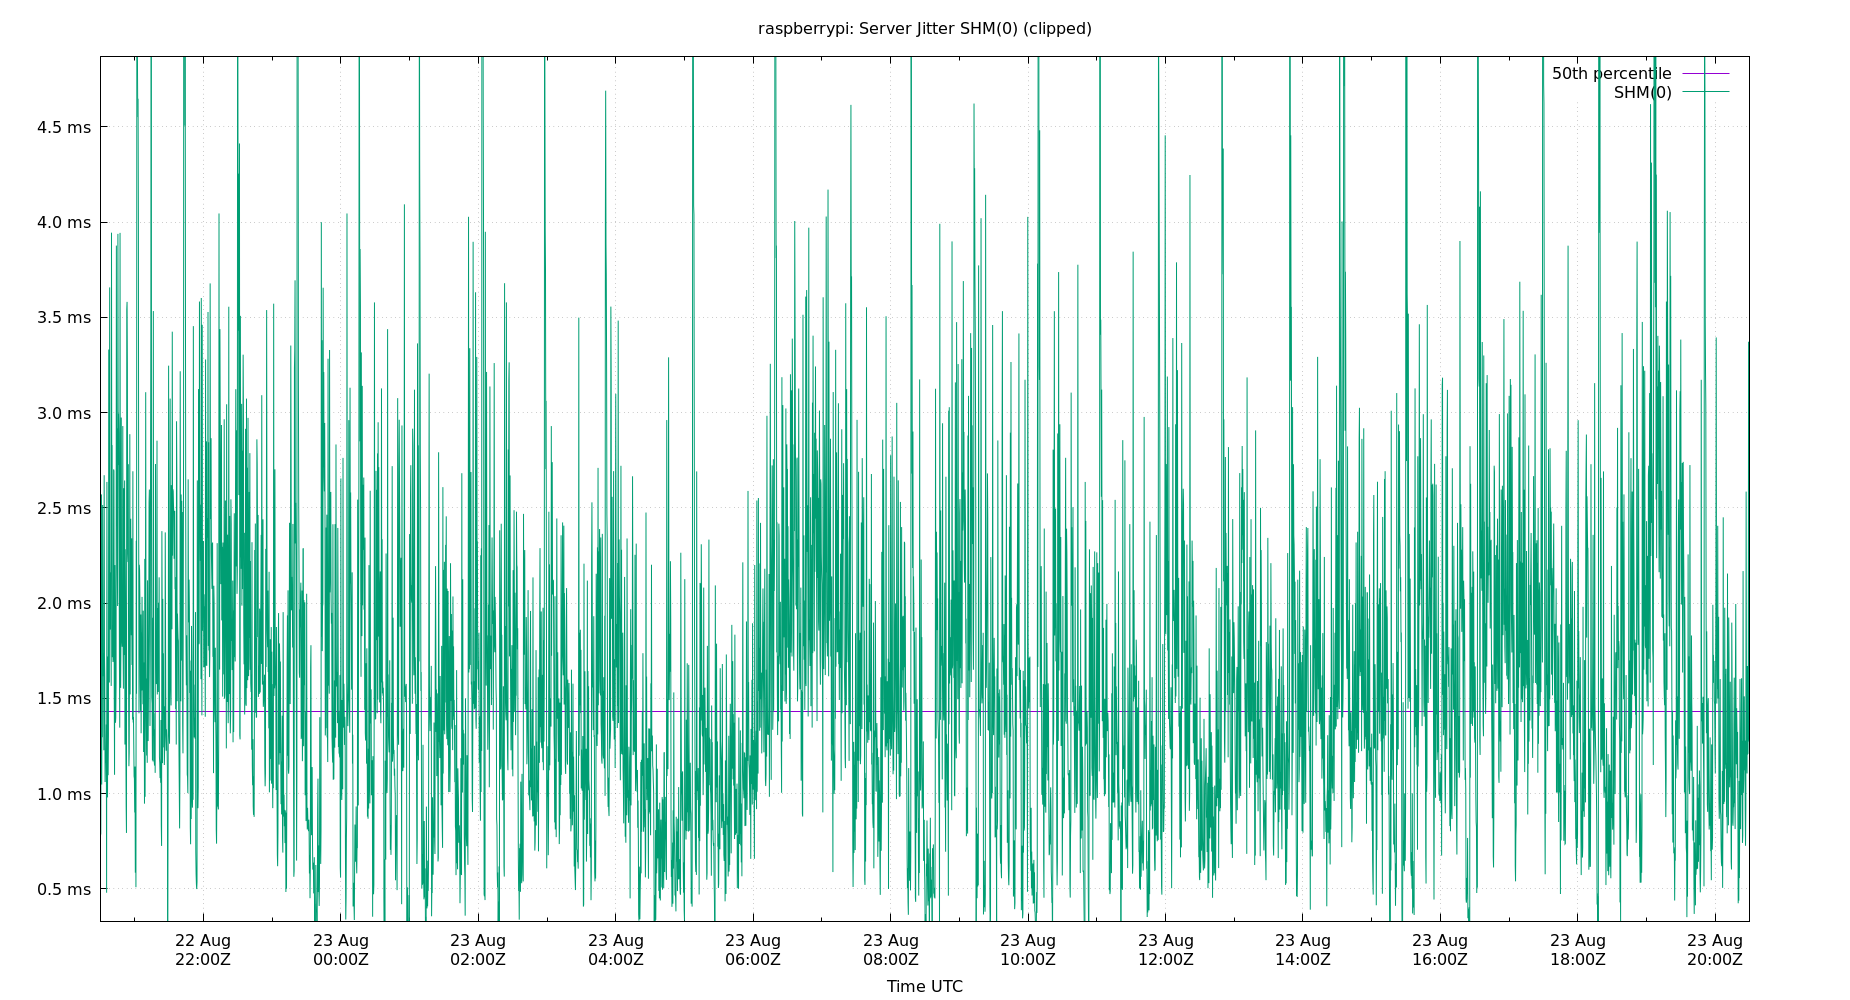 raspberrypi: Server Jitter SHM(0) (clipped)
50th percentile
SHM(0)
4.5 ms
4.0 ms
3.5 ms
3.0 ms
2.5 ms
2.0 ms
1.5 ms
1.0 ms
0.5 ms
22 Aug 23 Aug 23 Aug 23 Aug 23 Aug 23 Aug 23 Aug 23 Aug 23 Aug 23 Aug 23 Aug 23 Aug
22:00Z 00:00Z 02:00Z 04:00Z 06:00Z 08:00Z 10:00Z 12:00Z 14:00Z 16:00Z 18:00Z 20:00Z
Time UTC